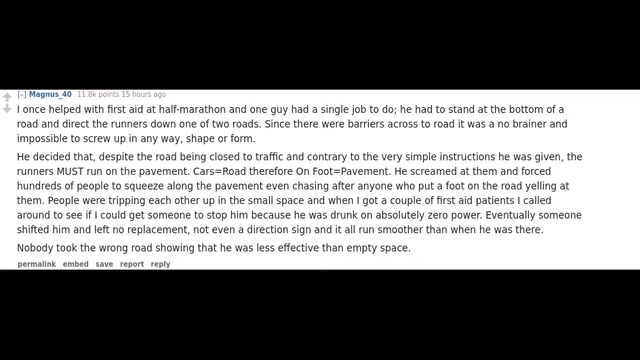 [-] Magnus_40 11.8k points 15 hours ago
I once helped with first aid at half-marathon and one guy had a single job to do; he had to stand at the bottom of a
road and direct the runners down one of two roads. Since there were barriers across to road it was a no brainer and
impossible to screw up in any way, shape or form.
He decided that, despite the road being closed to traffic and contrary to the very simple instructions he was given, the
runners MUST run on the pavement. Cars=Road therefore On Foot=Pavement. He screamed at them and forced
hundreds of people to squeeze along the pavement even chasing after anyone who put a foot on the road yelling at
them. People were tripping each other up in the small space and when I got a couple of first aid patients I called
around to see if I could get someone to stop him because he was drunk on absolutely zero power. Eventually someone
shifted him and left no replacement, not even a direction sign and it all run smoother than when he was there.
Nobody took the wrong road showing that he was less effective than empty space.
permalink embed save report reply